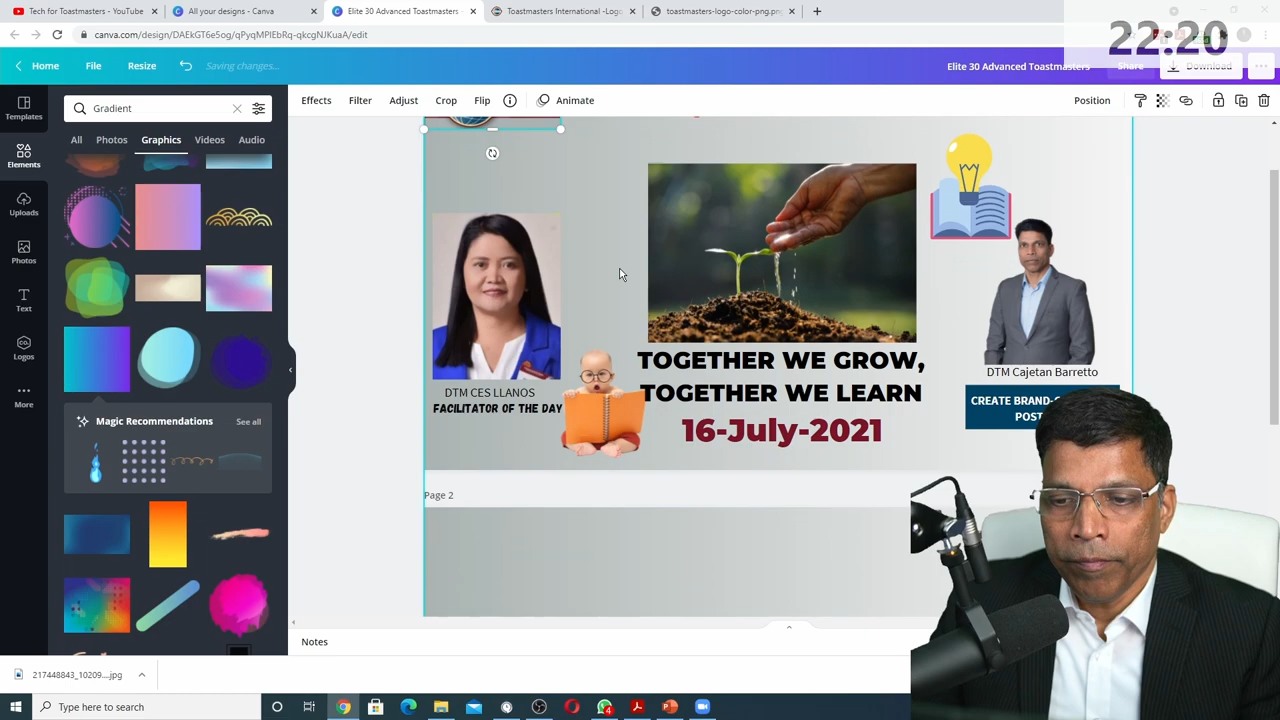 Tech for Toastmasters - YouTube
All your designs - Canva
Elite 30 Advanced Toastmasters -
Toastmasters International -Logo
toastmasters-logo-color-png.png
22:20
canva.com/design/DAEkGT6e5og/qPyqMPIEbRq-qkcgNJKuaA/edit
Home
File
Resize
Saving changes...
Elite 30 Advanced Toastmasters
Share
Download
Templates
Elements
Uploads
Photos
Text
Logos
More
Gradient
All
Photos
Graphics
Videos
Audio
Magic Recommendations
See all
Effects
Filter
Adjust
Crop
Flip
Animate
Position
DTM CES LLANOS
FACILITATOR OF THE DAY
TOGETHER WE GROW,
TOGETHER WE LEARN
16-July-2021
DTM Cajetan Barretto
CREATE
Page 2
Notes
217448843_10209....jpg
Type here to search
4